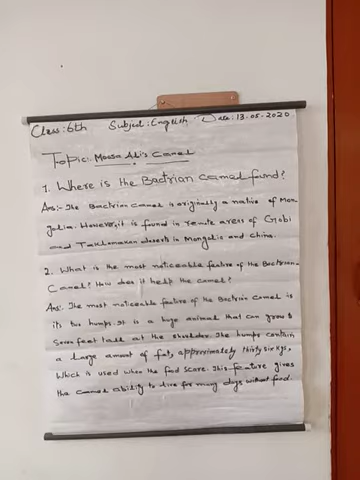 Class:6th Subject:English Date:13-05-2020
Topic:- Moosa Ali's Camel
1. Where is the Bactrian camel found?
Ans:- The Bactrian camel is originally a native of Mon
golia. However, it is found in remote areas of Gobi
and Taklamakan deserts in Mongolia and China.
2. What is the most noticeable feature of the Bactrian
Camel? How does it help the camel?
Ans: The most noticeable feature of the Bactrian camel is
its two humps. It is a huge animal that can grow to
seven feet tall at the shoulder. The humps contain
a large amount of fat, approximately thirty six kgs,
which is used when the food scare. This feature gives
the camel ability to live for many days without food.